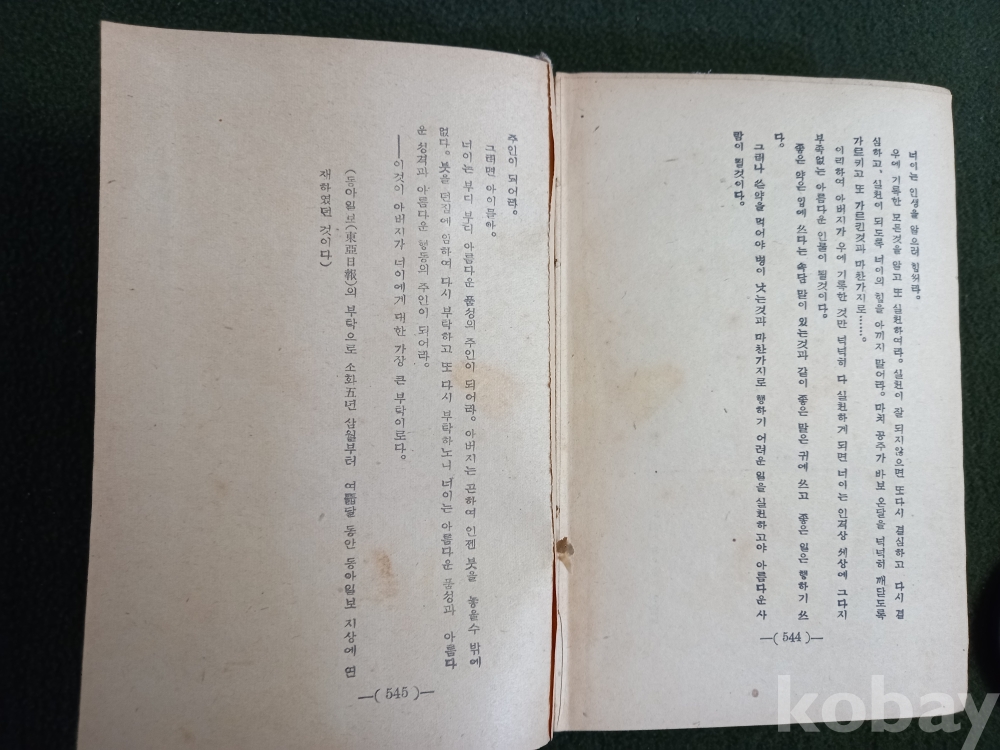 너이는 인생을 알으려 힘써라.
우에 기록한 모든것을 알고 또 실현하여라. 실현이 잘 되지않으면 또다시 결심하고 다시 결
심하고, 실현이 되도록 너이의 힘을 아끼지 말어라. 마치 공주가 바보 온달을 넉넉히 깨닫도록
가르키고 또 가르킨것과 마찬가지로……。
이리하여 아버지가 우에 기록한 것만 넉넉히 다 실현하게 되면 너이는 인격상 세상에 그다지
부족없는 아름다운 인물이 될것이다。
좋은 약은 입에 쓰다는 속담 말이 있는것과 같이 좋은 말은 귀에 쓰고 좋은 일은 행하기 쓰
다。
그러나 쓴약을 먹어야 병이 낫는것과 마찬가지로 행하기 어려운일을 실현하고야 아름다운사
람이 될것이다。
—( 544 )—
주인이 되어라。
그러면 아이들아。
너이는 부디 부디 아름다운 품성의 주인이 되어라。 아버지는 곤하여 인젠 붓을 놓을수 밖에
없다。 붓을 던짐에 임하여 다시 부탁하고 또 다시 부탁하노니 너이는 아름다운 품성과 아름다
운 성격과 아름다운 행동의 주인이 되어라。
——이것이 아버지가 너이에게 대한 가장 큰 부탁이로다。
(동아일보(東亞日報)의 부탁으로 소화五년 삼월부터 여덟달 동안 동아일보 지상에 연
재하였던 것이다)
—( 545 )—
kobay